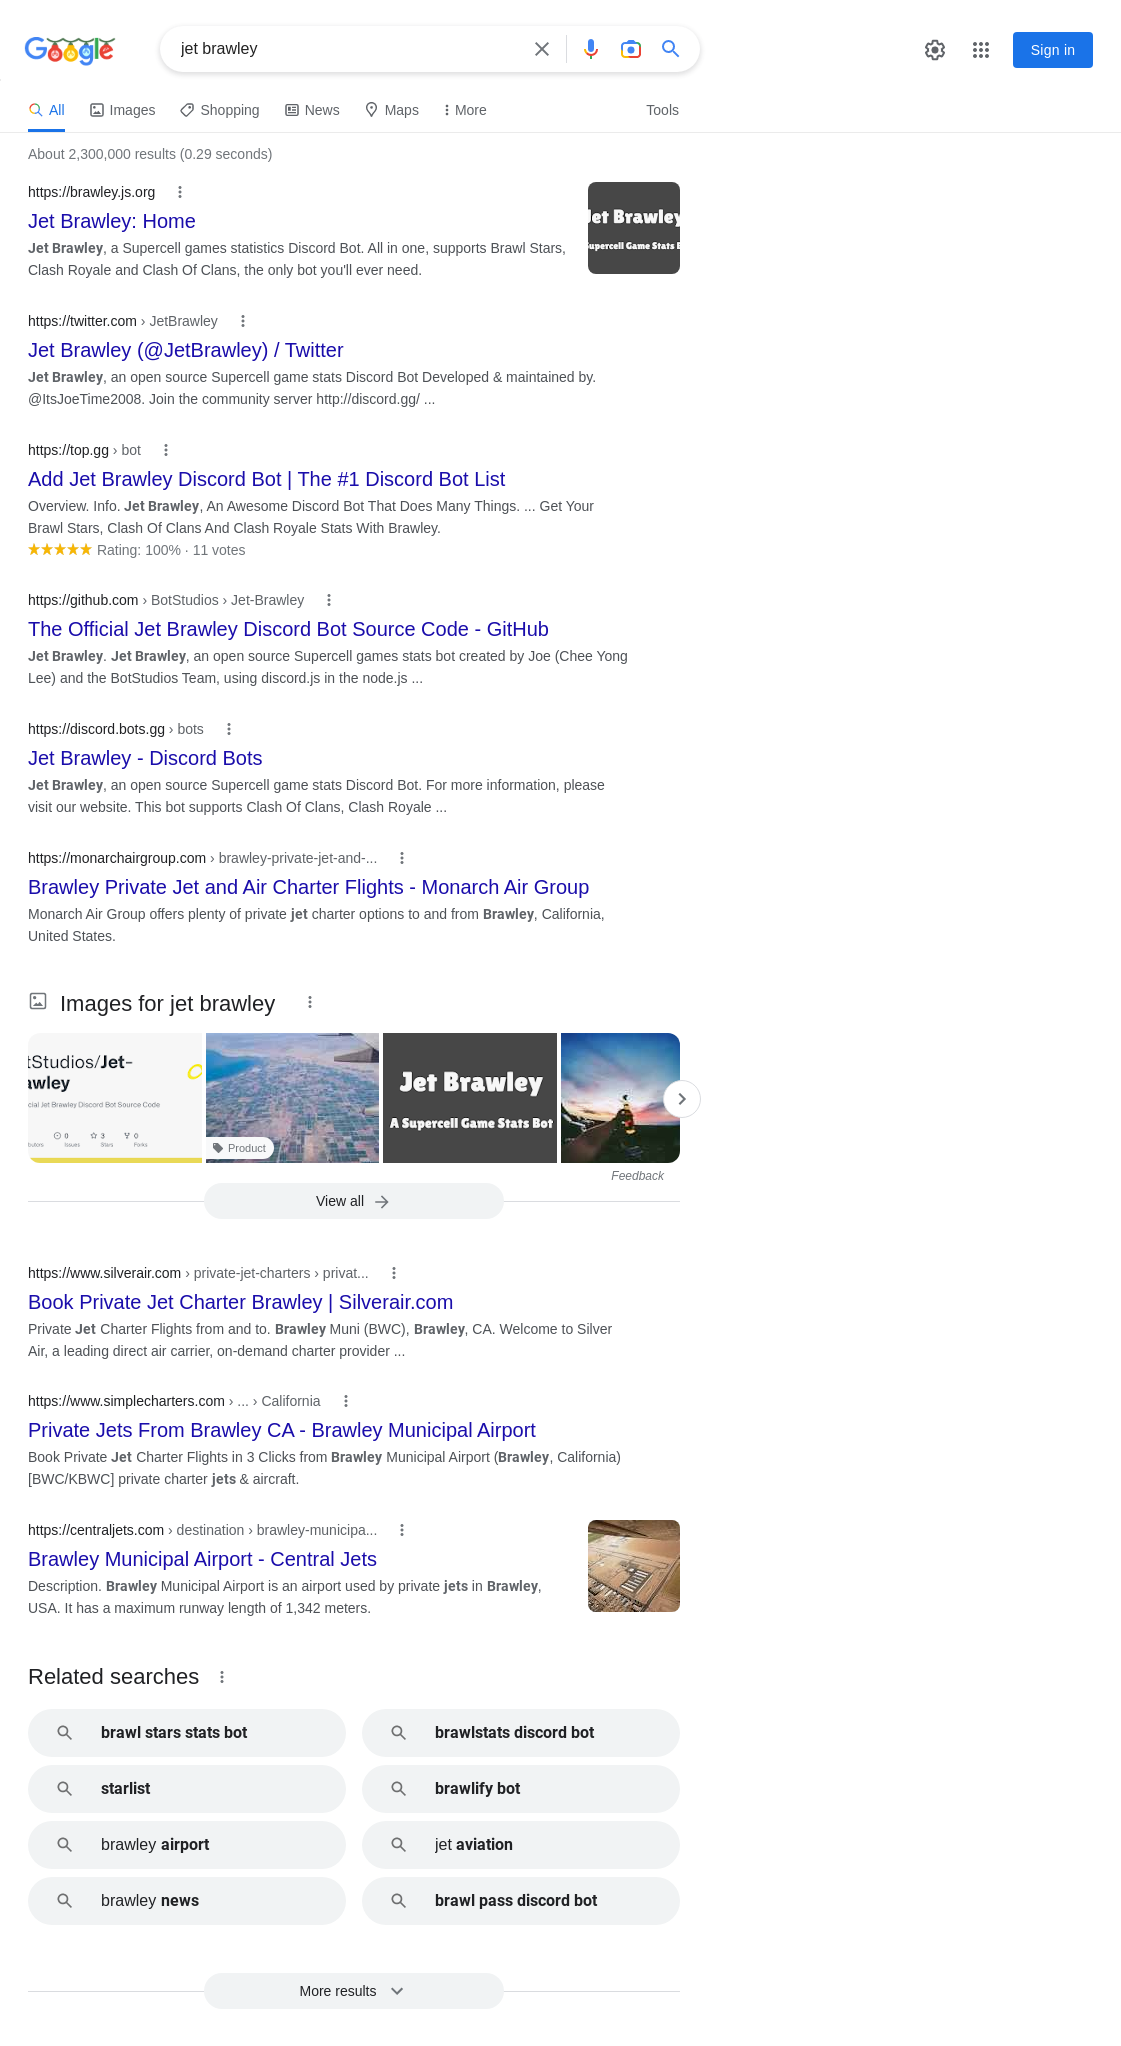 Google
jet brawley
Sign in
All
Images
Shopping
News
Maps
More
Tools
About 2,300,000 results (0.29 seconds)
https://brawley.js.org
Jet Brawley: Home
Jet Brawley, a Supercell games statistics Discord Bot. All in one, supports Brawl Stars,
Clash Royale and Clash Of Clans, the only bot you'll ever need.
Jet Brawley
Supercell Game Stats B
https://twitter.com › JetBrawley
Jet Brawley (@JetBrawley) / Twitter
Jet Brawley, an open source Supercell game stats Discord Bot Developed & maintained by.
@ItsJoeTime2008. Join the community server http://discord.gg/ ...
https://top.gg › bot
Add Jet Brawley Discord Bot | The #1 Discord Bot List
Overview. Info. Jet Brawley, An Awesome Discord Bot That Does Many Things. ... Get Your
Brawl Stars, Clash Of Clans And Clash Royale Stats With Brawley.
Rating: 100% · 11 votes
https://github.com › BotStudios › Jet-Brawley
The Official Jet Brawley Discord Bot Source Code - GitHub
Jet Brawley. Jet Brawley, an open source Supercell games stats bot created by Joe (Chee Yong
Lee) and the BotStudios Team, using discord.js in the node.js ...
https://discord.bots.gg › bots
Jet Brawley - Discord Bots
Jet Brawley, an open source Supercell game stats Discord Bot. For more information, please
visit our website. This bot supports Clash Of Clans, Clash Royale ...
https://monarchairgroup.com › brawley-private-jet-and-...
Brawley Private Jet and Air Charter Flights - Monarch Air Group
Monarch Air Group offers plenty of private jet charter options to and from Brawley, California,
United States.
Images for jet brawley
tStudios/Jet-
awley
cial Jet Brawley Discord Bot Source Code
0
3
0
butors
Issues
Stars
Forks
Product
Jet Brawley
A Supercell Game Stats Bot
Feedback
View all
https://www.silverair.com › private-jet-charters › privat...
Book Private Jet Charter Brawley | Silverair.com
Private Jet Charter Flights from and to. Brawley Muni (BWC), Brawley, CA. Welcome to Silver
Air, a leading direct air carrier, on-demand charter provider ...
https://www.simplecharters.com › ... › California
Private Jets From Brawley CA - Brawley Municipal Airport
Book Private Jet Charter Flights in 3 Clicks from Brawley Municipal Airport (Brawley, California)
[BWC/KBWC] private charter jets & aircraft.
https://centraljets.com › destination › brawley-municipa...
Brawley Municipal Airport - Central Jets
Description. Brawley Municipal Airport is an airport used by private jets in Brawley,
USA. It has a maximum runway length of 1,342 meters.
Related searches
brawl stars stats bot
brawlstats discord bot
starlist
brawlify bot
brawley airport
jet aviation
brawley news
brawl pass discord bot
More results